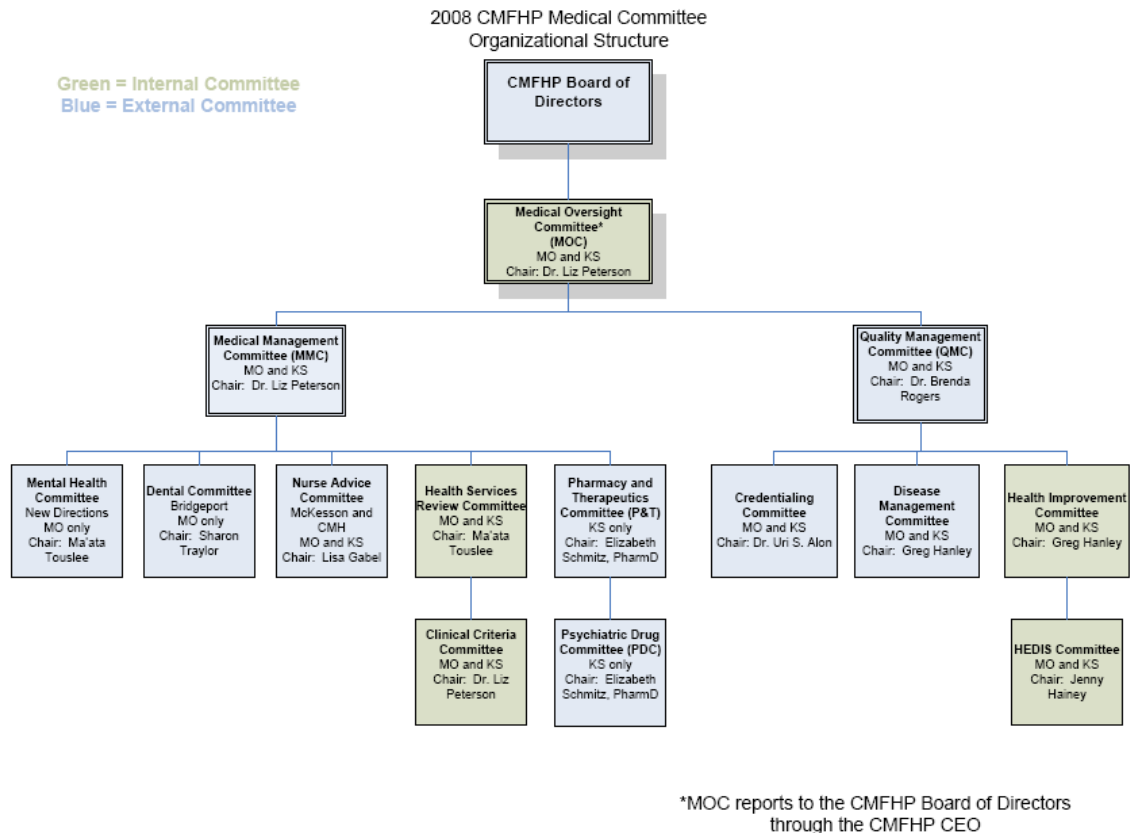 2008 CMFHP Medical Committee
Organizational Structure
Green = Internal Committee
Blue = External Committee
CMFHP Board of
Directors
Medical Oversight
Committee*
(MOC)
MO and KS
Chair: Dr. Liz Peterson
Medical Management
Committee (MMC)
MO and KS
Chair: Dr. Liz Peterson
Quality Management
Committee (QMC)
MO and KS
Chair: Dr. Brenda
Rogers
Mental Health
Committee
New Directions
MO only
Chair: Ma'ata
Touslee
Dental Committee
Bridgeport
MO only
Chair: Sharon
Traylor
Nurse Advice
Committee
McKesson and
CMH
MO and KS
Chair: Lisa Gabel
Health Services
Review Committee
MO and KS
Chair: Ma'ata
Touslee
Pharmacy and
Therapeutics
Committee (P&T)
KS only
Chair: Elizabeth
Schmitz, PharmD
Credentialing
Committee
MO and KS
Chair: Dr. Uri S. Alon
Disease
Management
Committee
MO and KS
Chair: Greg Hanley
Health Improvement
Committee
MO and KS
Chair: Greg Hanley
Clinical Criteria
Committee
MO and KS
Chair: Dr. Liz
Peterson
Psychiatric Drug
Committee (PDC)
KS only
Chair: Elizabeth
Schmitz, PharmD
HEDIS Committee
MO and KS
Chair: Jenny
Hainey
*MOC reports to the CMFHP Board of Directors
through the CMFHP CEO